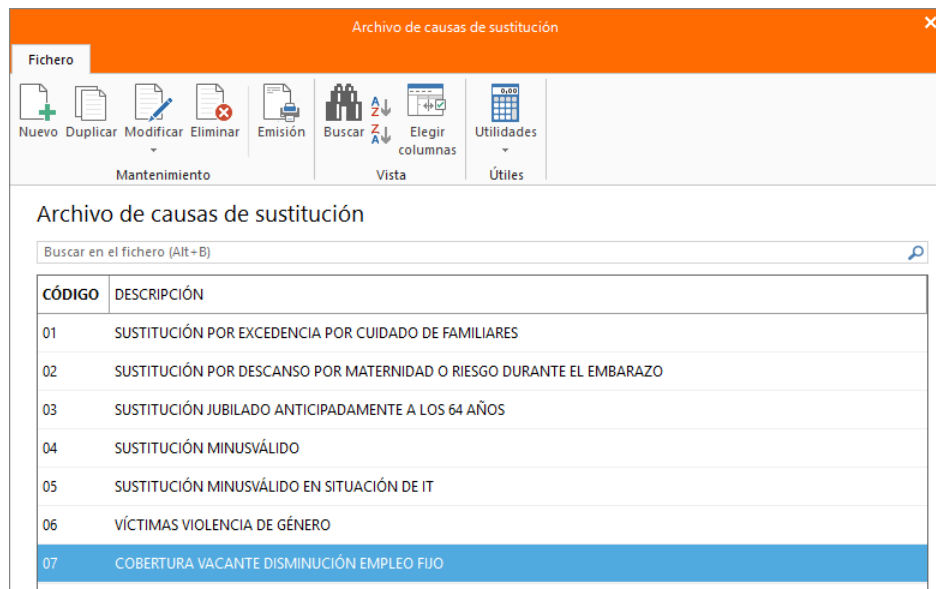 Archivo de causas de sustitución
Fichero
Nuevo Duplicar Modificar Eliminar Emisión Buscar Elegir columnas Utilidades
Mantenimiento Vista Útiles
Archivo de causas de sustitución
Buscar en el fichero (Alt+B)
CÓDIGO DESCRIPCIÓN
01 SUSTITUCIÓN POR EXCEDENCIA POR CUIDADO DE FAMILIARES
02 SUSTITUCIÓN POR DESCANSO POR MATERNIDAD O RIESGO DURANTE EL EMBARAZO
03 SUSTITUCIÓN JUBILADO ANTICIPADAMENTE A LOS 64 AÑOS
04 SUSTITUCIÓN MINUSVÁLIDO
05 SUSTITUCIÓN MINUSVÁLIDO EN SITUACIÓN DE IT
06 VÍCTIMAS VIOLENCIA DE GÉNERO
07 COBERTURA VACANTE DISMINUCIÓN EMPLEO FIJO